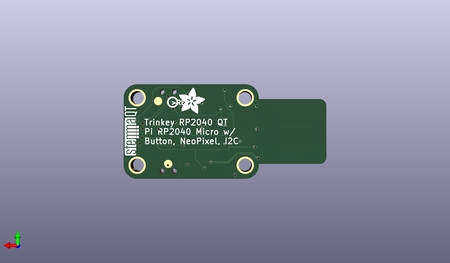 Trinkey RP2040 QT
Pi RP2040 Micro w/
Button, NeoPixel, I2C